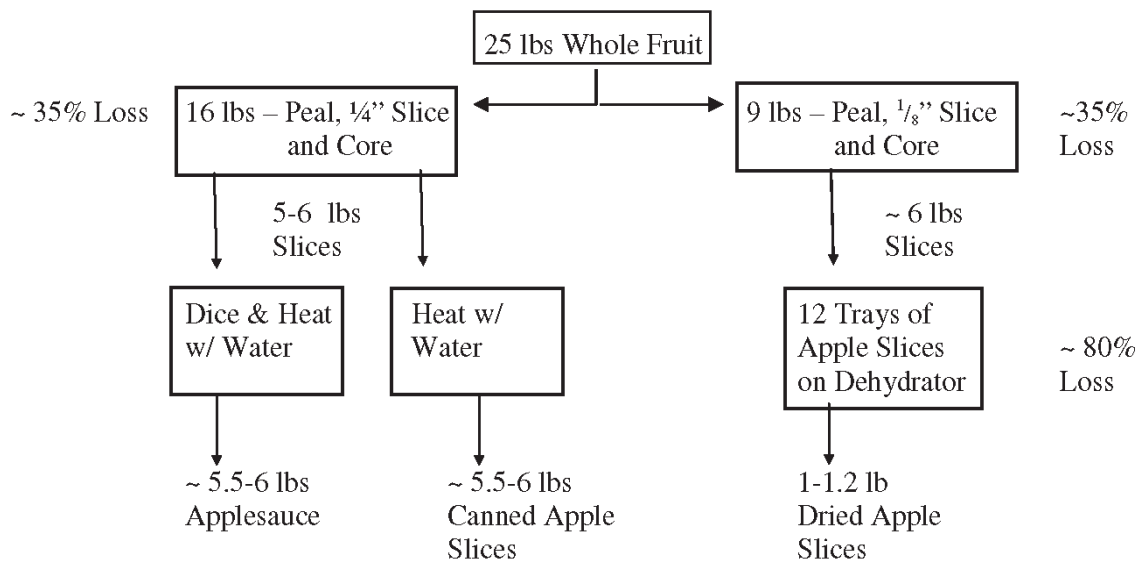 25 lbs Whole Fruit
~ 35% Loss
16 lbs – Peal, ¼” Slice
and Core
9 lbs – Peal, ¹/₈” Slice
and Core
~35%
Loss
5-6 lbs
Slices
~ 6 lbs
Slices
Dice & Heat
w/ Water
Heat w/
Water
12 Trays of
Apple Slices
on Dehydrator
~ 80%
Loss
~ 5.5-6 lbs
Applesauce
~ 5.5-6 lbs
Canned Apple
Slices
1-1.2 lb
Dried Apple
Slices